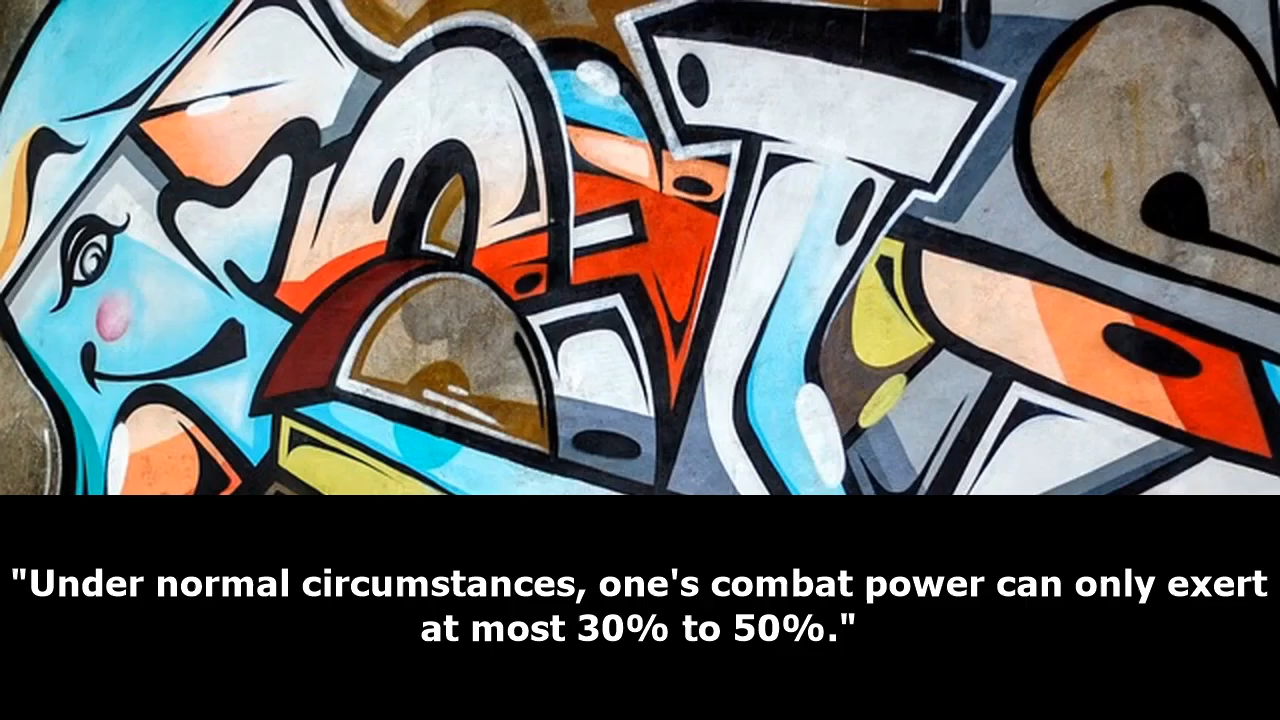 "Under normal circumstances, one's combat power can only exert
at most 30% to 50%."